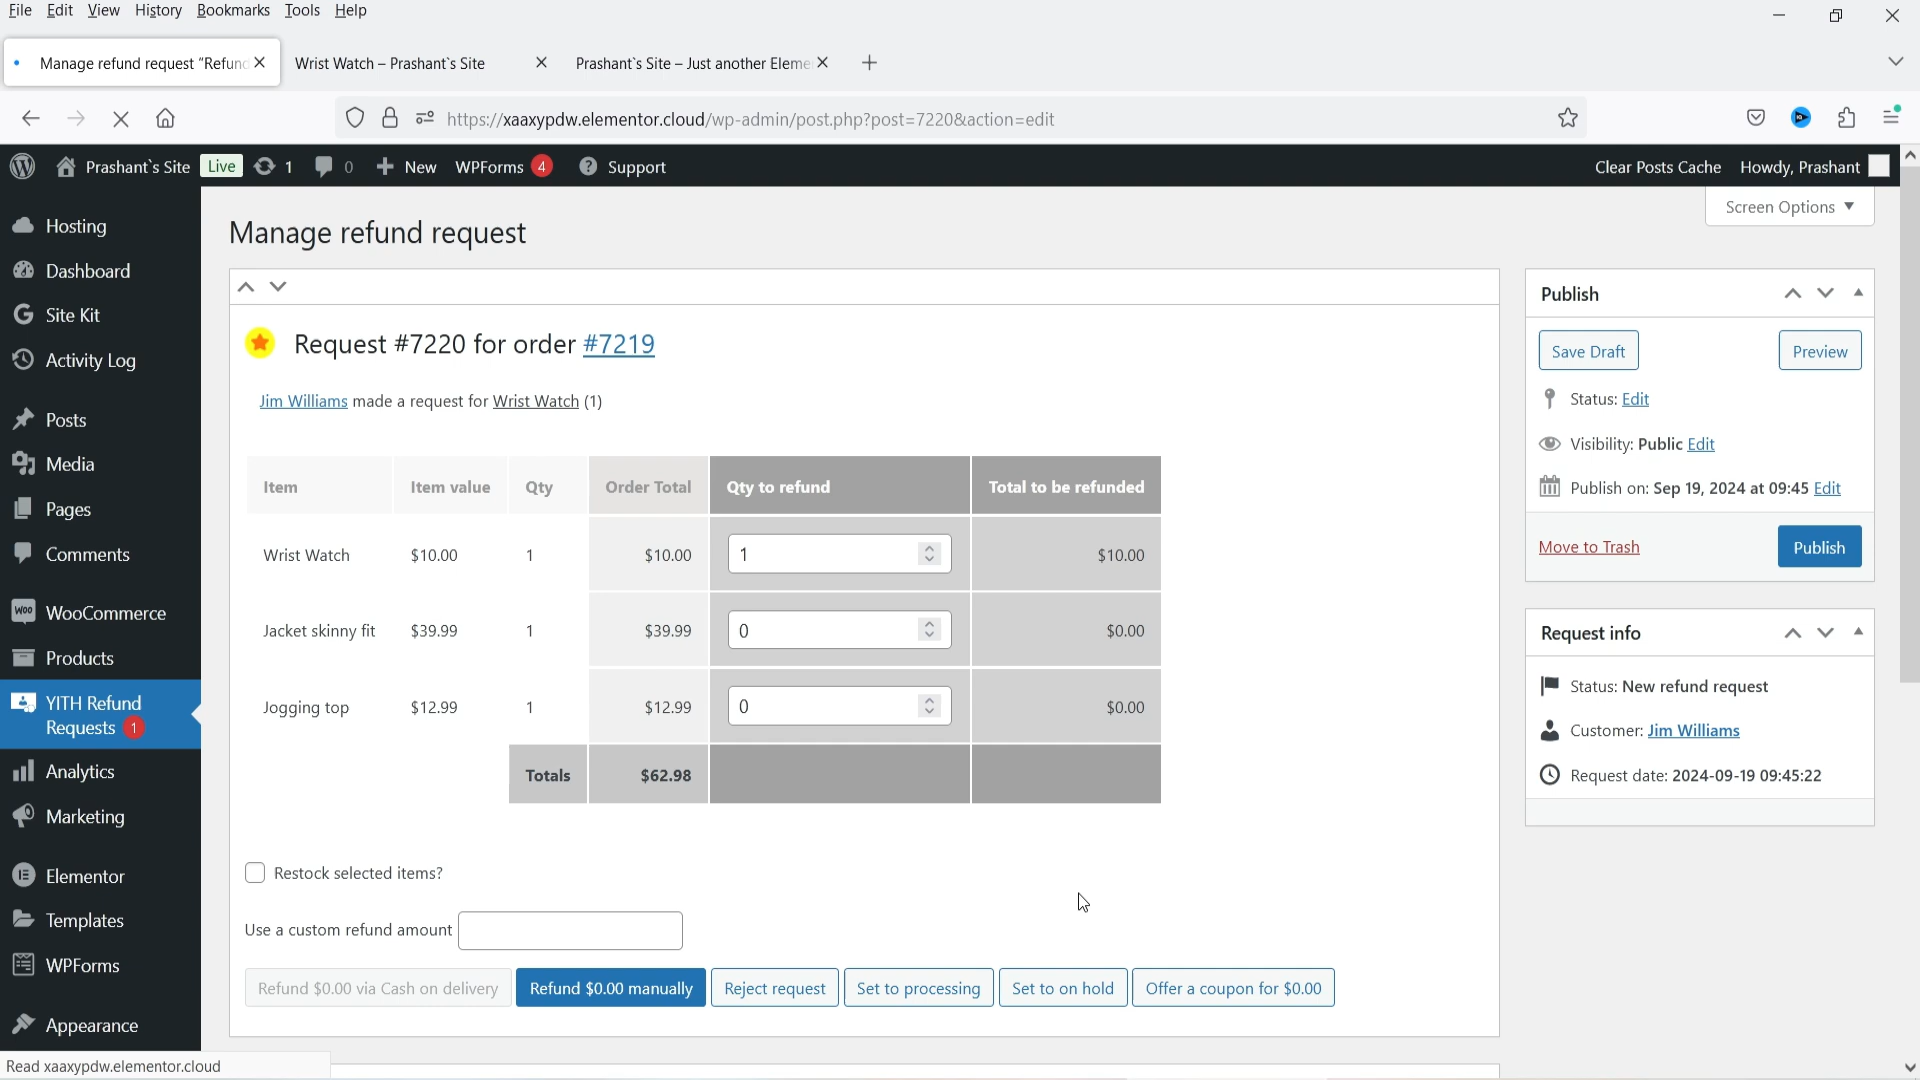 File Edit View History Bookmarks Tools Help
Manage refund request “Refund
Wrist Watch – Prashant`s Site
Prashant`s Site – Just another Eleme
https://xaaxypdw.elementor.cloud/wp-admin/post.php?post=7220&action=edit
Prashant`s Site Live 1 0 New WPForms 4 Support Clear Posts Cache Howdy, Prashant
Screen Options
Hosting
Dashboard
Site Kit
Activity Log
Posts
Media
Pages
Comments
WooCommerce
Products
YITH Refund
Requests 1
Analytics
Marketing
Elementor
Templates
WPForms
Appearance
Read xaaxypdw.elementor.cloud
Manage refund request
Request #7220 for order #7219
Jim Williams made a request for Wrist Watch (1)
Item Item value Qty Order Total Qty to refund Total to be refunded
Wrist Watch $10.00 1 $10.00 1 $10.00
Jacket skinny fit $39.99 1 $39.99 0 $0.00
Jogging top $12.99 1 $12.99 0 $0.00
Totals $62.98
Restock selected items?
Use a custom refund amount
Refund $0.00 via Cash on delivery Refund $0.00 manually Reject request Set to processing Set to on hold Offer a coupon for $0.00
Publish
Save Draft Preview
Status: Edit
Visibility: Public Edit
Publish on: Sep 19, 2024 at 09:45 Edit
Move to Trash Publish
Request info
Status: New refund request
Customer: Jim Williams
Request date: 2024-09-19 09:45:22